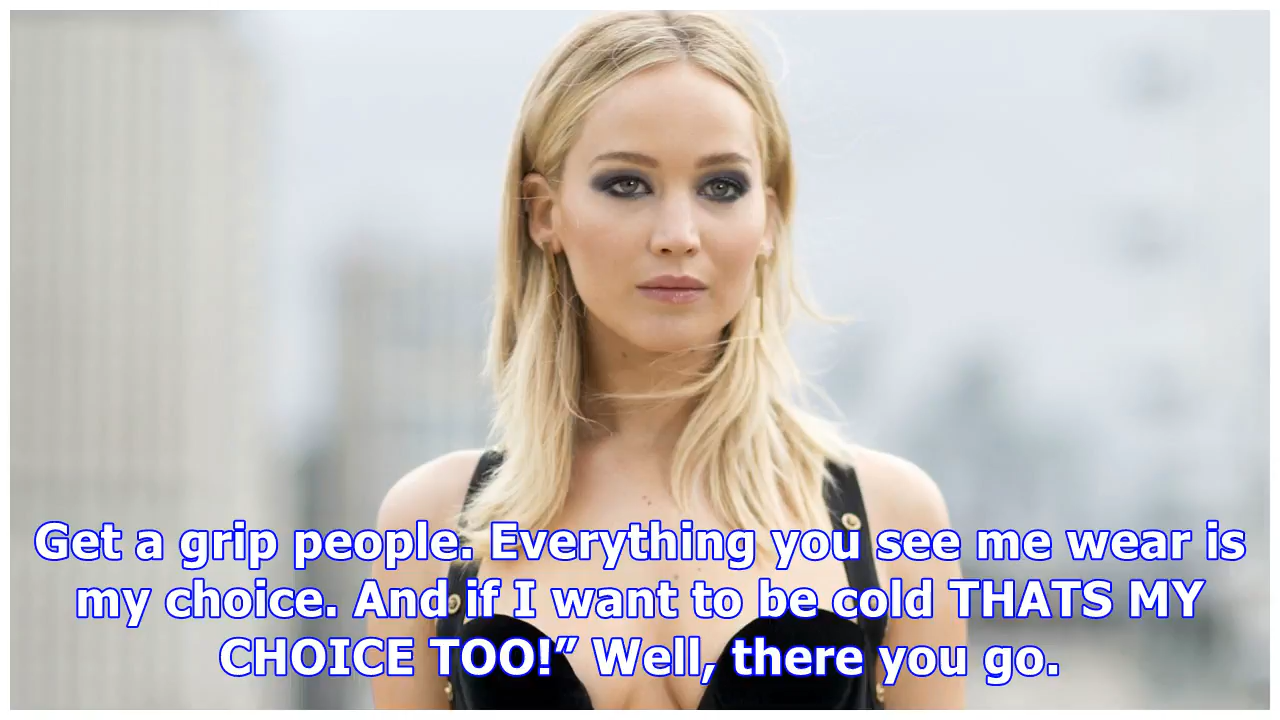 Get a grip people. Everything you see me wear is
my choice. And if I want to be cold THATS MY
CHOICE TOO!” Well, there you go.